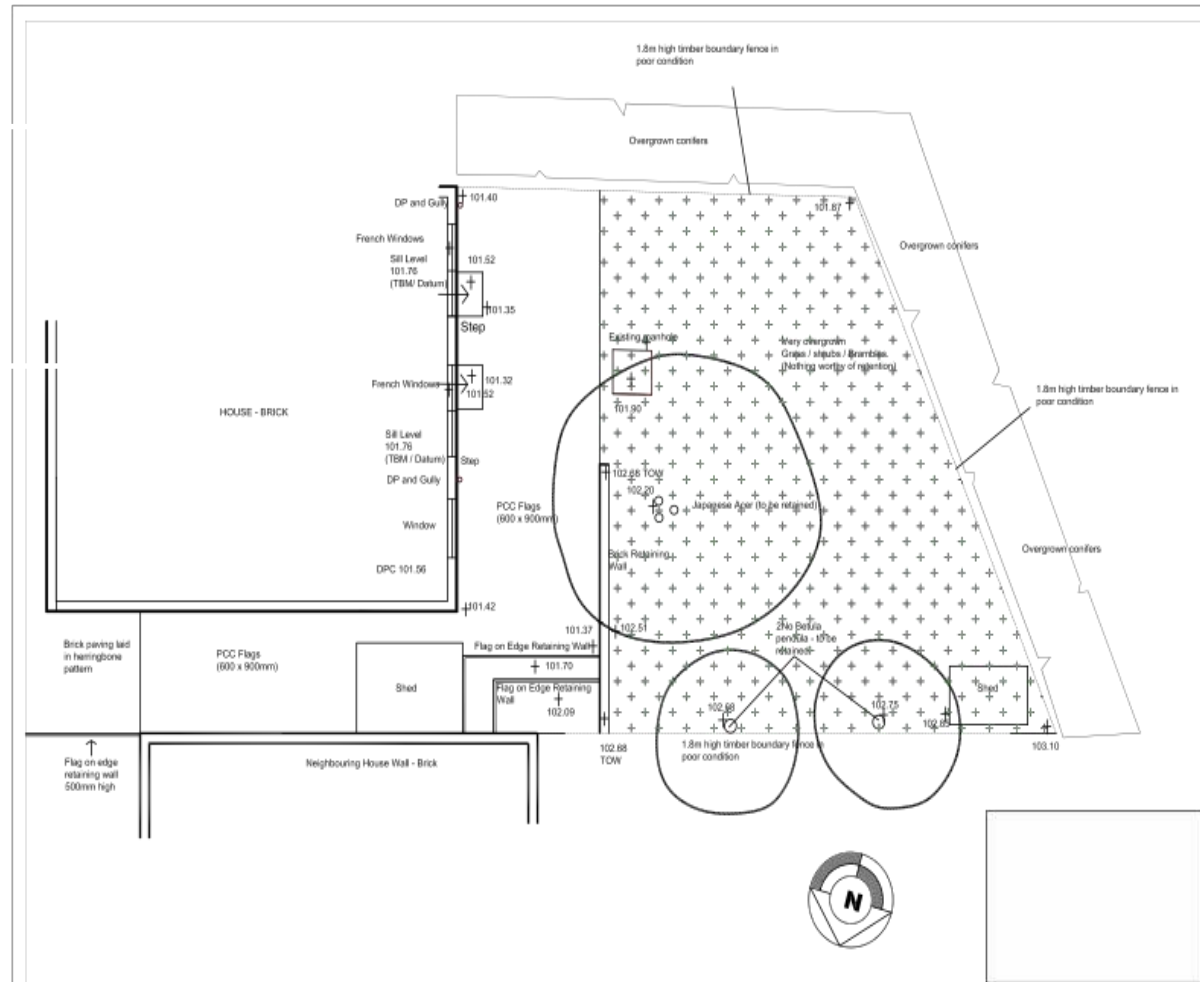 1.8m high timber boundary fence in
poor condition
Overgrown conifers
DP and Gully
101.40
101.87
French Windows
Overgrown conifers
Sill Level
101.76
(TBM/ Datum)
101.52
101.35
Step
Existing manhole
Very overgrown
Grass / shrubs / Brambles.
(Nothing worthy of retention)
French Windows
101.32
101.52
1.8m high timber boundary fence in
poor condition
HOUSE - BRICK
101.90
Sill Level
101.76
(TBM / Datum)
Step
DP and Gully
102.68 TOW
102.20
PCC Flags
(600 x 900mm)
Japanese Acer (to be retained)
Window
Brick Retaining
Wall
Overgrown conifers
DPC 101.56
101.42
101.37
102.51
2No Betula
pendula - to be
retained
Brick paving laid
in herringbone
pattern
PCC Flags
(600 x 900mm)
Flag on Edge Retaining Wall
101.70
Shed
Flag on Edge Retaining
Wall
102.09
Shed
102.68
102.75
102.85
102.68
TOW
1.8m high timber boundary fence in
poor condition
103.10
Flag on edge
retaining wall
500mm high
Neighbouring House Wall - Brick
N